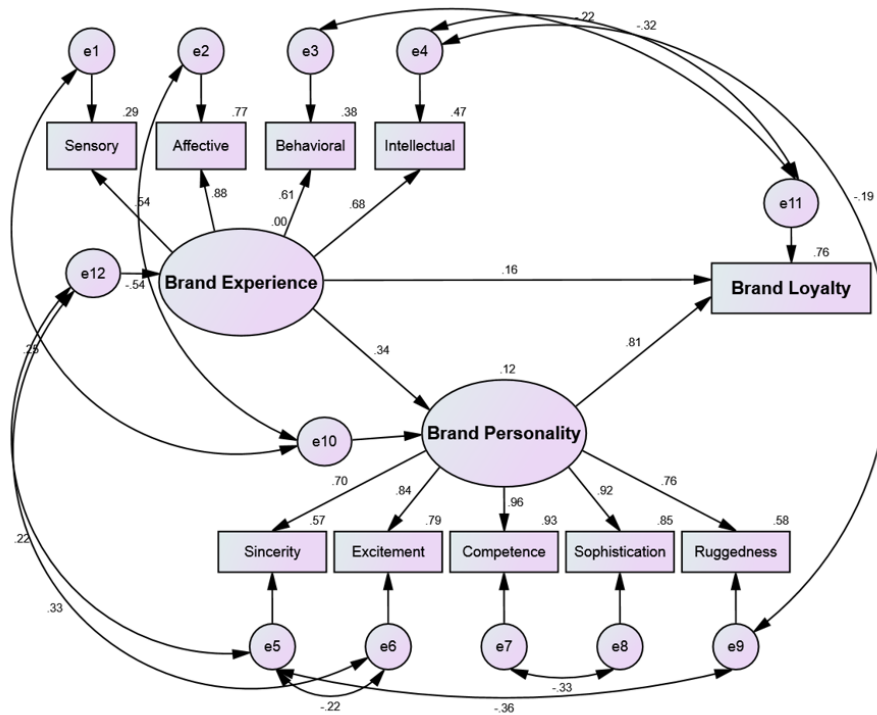 -.22
e1
e2
e3
e4
-.32
.29
.77
.38
.47
Sensory
Affective
Behavioral
Intellectual
e11
-.19
.54
.88
.61
.68
.00
.76
e12
-.54
Brand Experience
.16
Brand Loyalty
.25
.34
.81
.12
e10
Brand Personality
.70
.84
.96
.92
.76
.57
.79
.93
.85
.58
Sincerity
Excitement
Competence
Sophistication
Ruggedness
.22
.33
e5
e6
e7
e8
e9
-.33
-.22
-.36